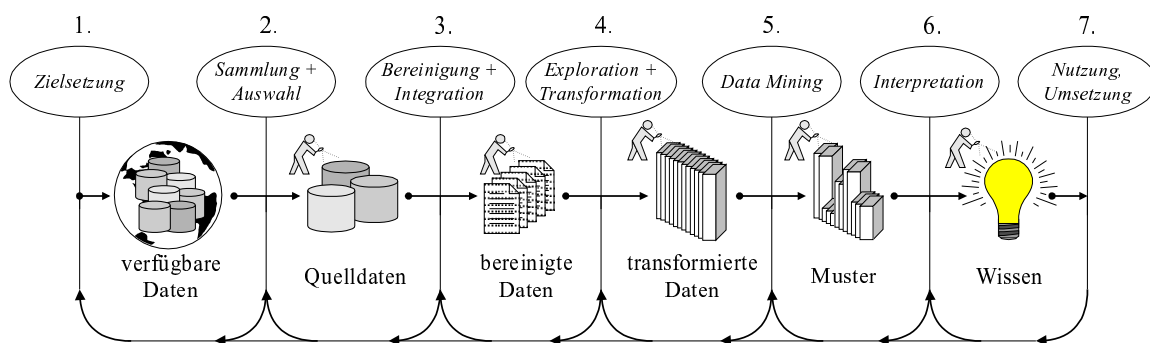 1.
2.
3.
4.
5.
6.
7.
Zielsetzung
Sammlung +
Auswahl
Bereinigung +
Integration
Exploration +
Transformation
Data Mining
Interpretation
Nutzung,
Umsetzung
verfügbare
Daten
Quelldaten
bereinigte
Daten
transformierte
Daten
Muster
Wissen